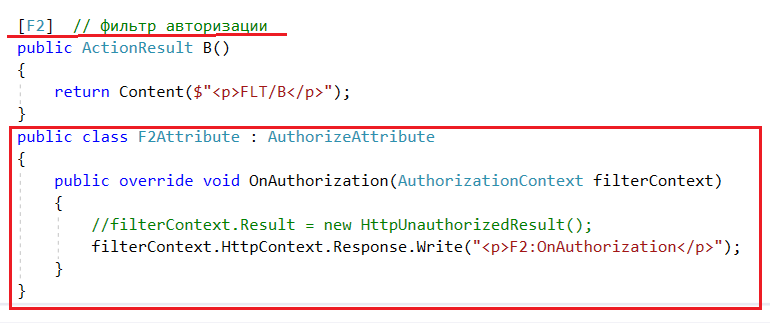 [F2]  // фильтр авторизации
public ActionResult B()
{
    return Content($"<p>FLT/B</p>");
}
public class F2Attribute : AuthorizeAttribute
{
    public override void OnAuthorization(AuthorizationContext filterContext)
    {
        //filterContext.Result = new HttpUnauthorizedResult();
        filterContext.HttpContext.Response.Write("<p>F2:OnAuthorization</p>");
    }
}